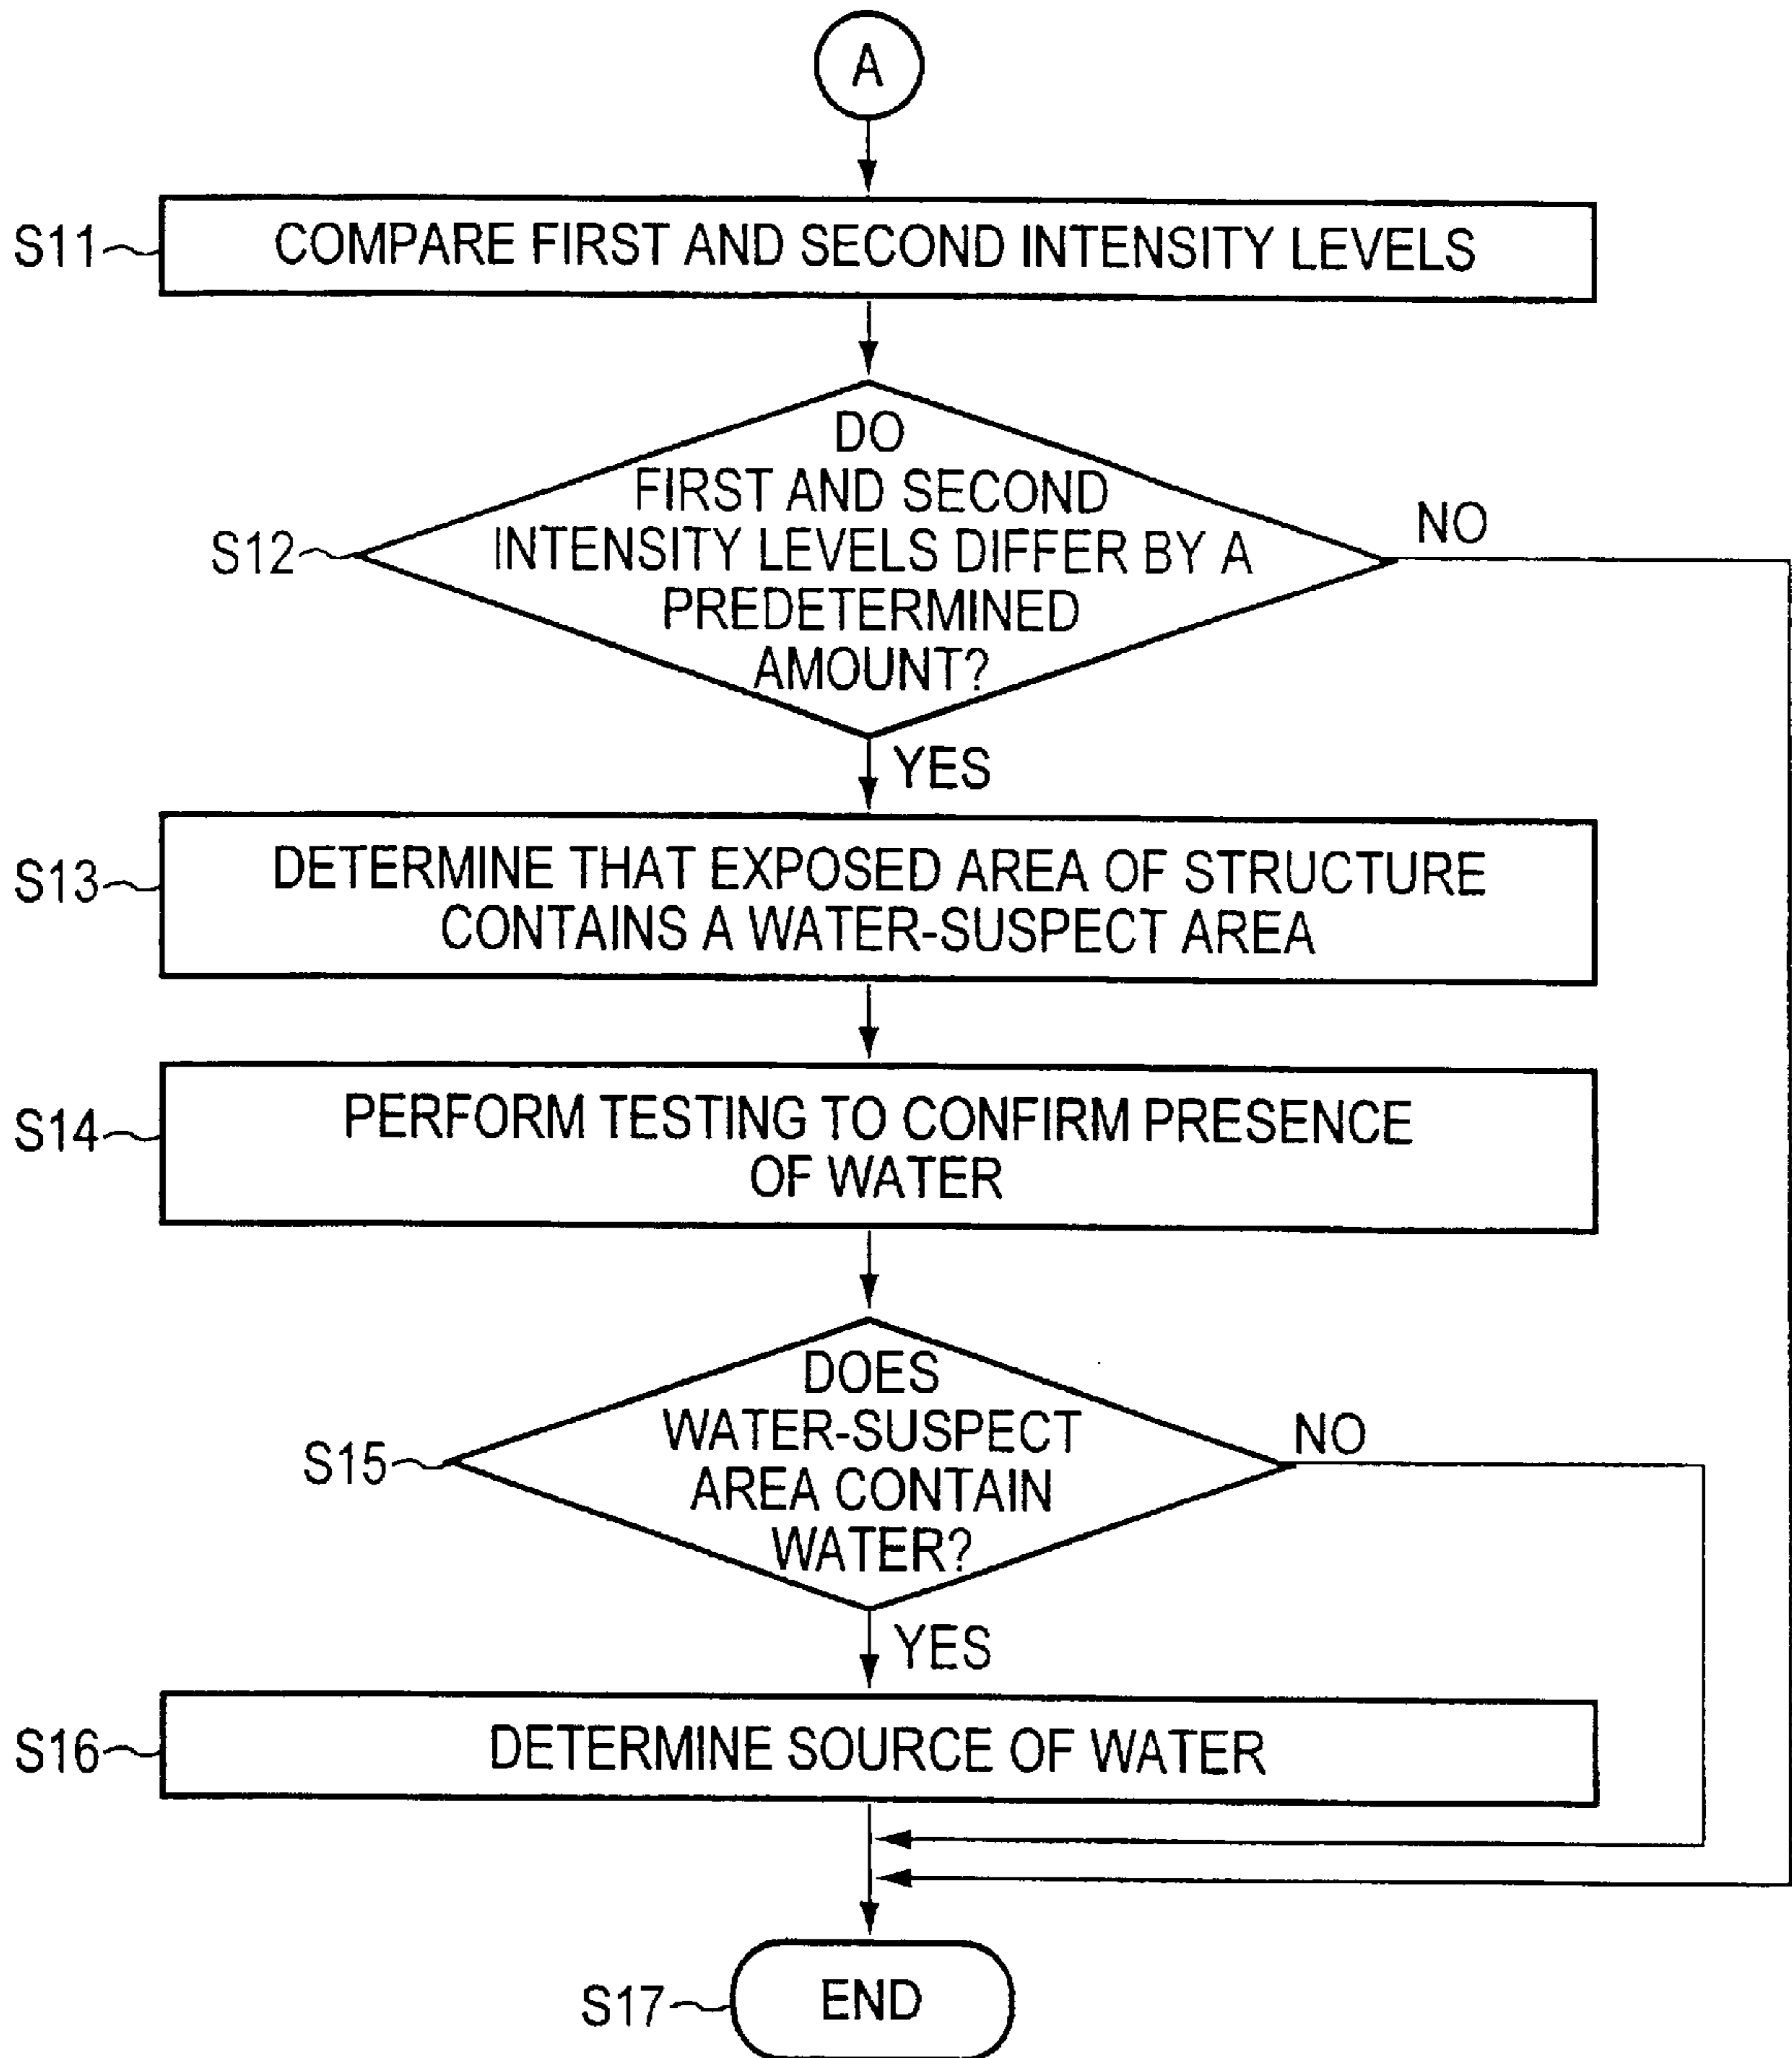 A
S11
COMPARE FIRST AND SECOND INTENSITY LEVELS
DO
FIRST AND SECOND
INTENSITY LEVELS DIFFER BY A
PREDETERMINED
AMOUNT?
S12
NO
YES
S13
DETERMINE THAT EXPOSED AREA OF STRUCTURE
CONTAINS A WATER-SUSPECT AREA
S14
PERFORM TESTING TO CONFIRM PRESENCE
OF WATER
DOES
WATER-SUSPECT
AREA CONTAIN
WATER?
S15
NO
YES
S16
DETERMINE SOURCE OF WATER
S17
END